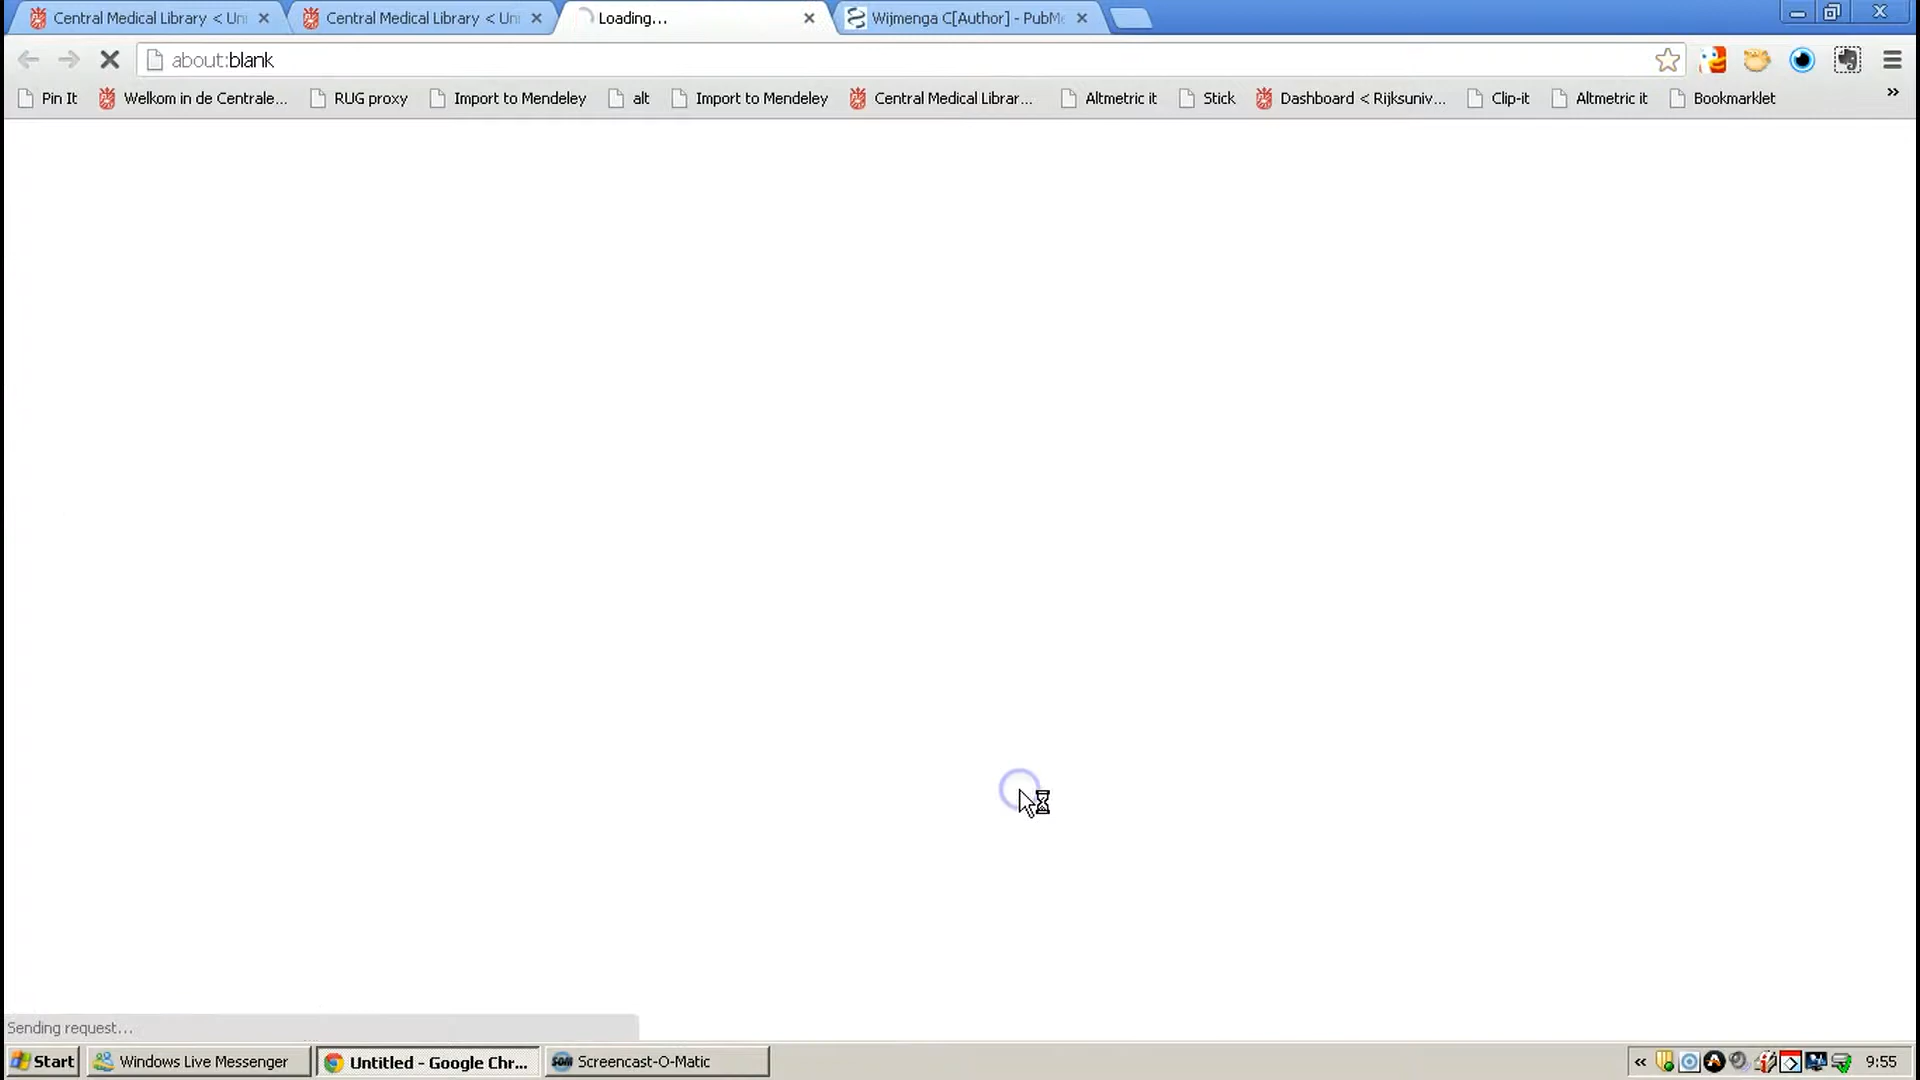 Central Medical Library < Uni
Central Medical Library < Uni
Loading...
Wijmenga C[Author] - PubMe
about:blank
Pin It
Welkom in de Centrale...
RUG proxy
Import to Mendeley
alt
Import to Mendeley
Central Medical Librar...
Altmetric it
Stick
Dashboard < Rijksuniv...
Clip-it
Altmetric it
Bookmarklet
»
Sending request...
Start
Windows Live Messenger
Untitled - Google Chr...
SOM
Screencast-O-Matic
«
9:55